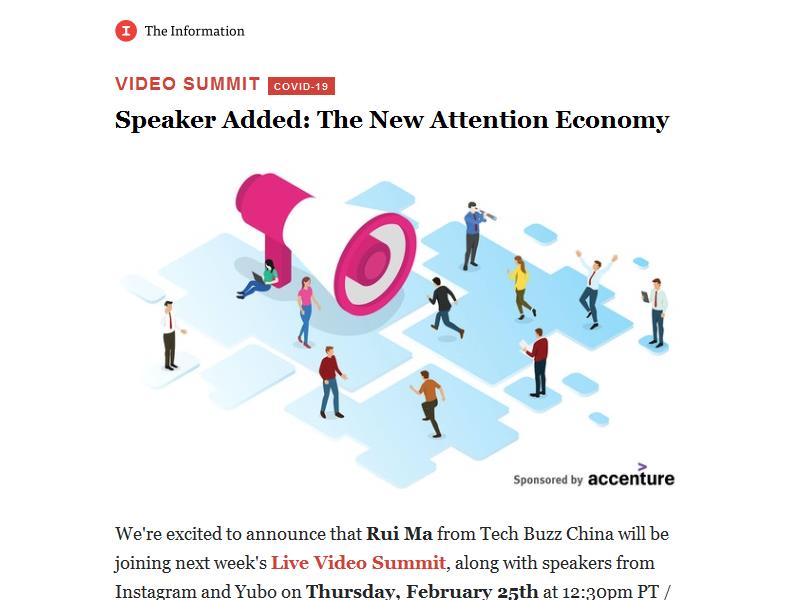 The Information
VIDEO SUMMIT COVID-19
Speaker Added: The New Attention Economy
Sponsored by accenture
We're excited to announce that Rui Ma from Tech Buzz China will be
joining next week's Live Video Summit, along with speakers from
Instagram and Yubo on Thursday, February 25th at 12:30pm PT /